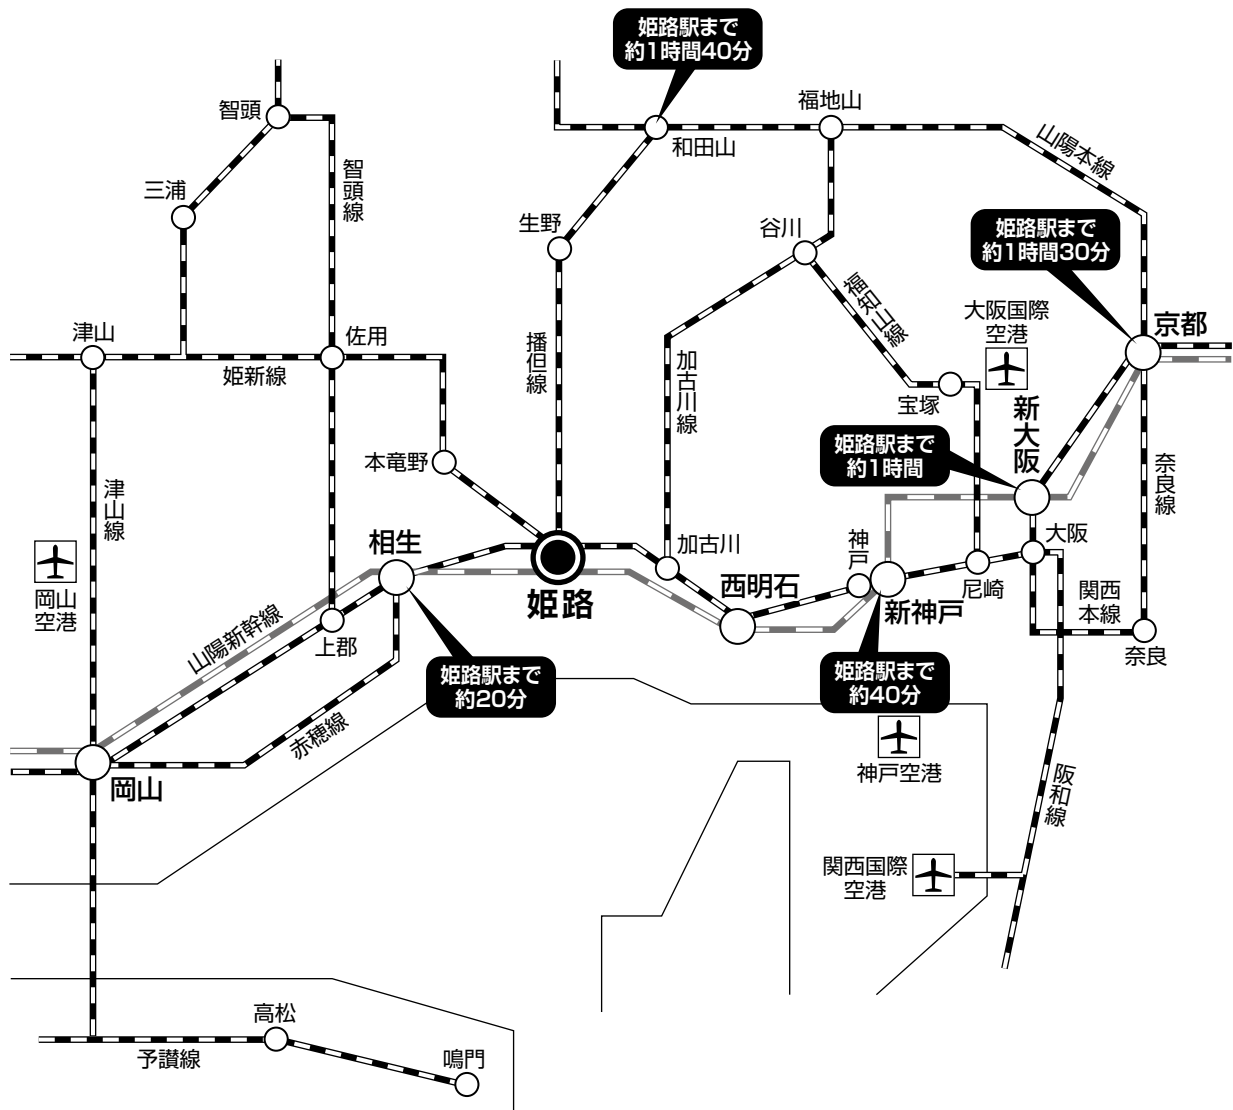 姫路駅まで
約1時間40分
智頭
福地山
和田山
山陽本線
三浦
智頭線
生野
谷川
姫路駅まで
約1時間30分
福知山線
大阪国際
空港
京都
津山
佐用
姫新線
播但線
加古川線
宝塚
新大阪
姫路駅まで
約1時間
本竜野
津山線
奈良線
相生
加古川
神戸
大阪
岡山
空港
西明石
尼崎
姫路
新神戸
関西
本線
山陽新幹線
上郡
奈良
姫路駅まで
約20分
姫路駅まで
約40分
赤穂線
神戸空港
岡山
阪和線
関西国際
空港
高松
予讃線
鳴門